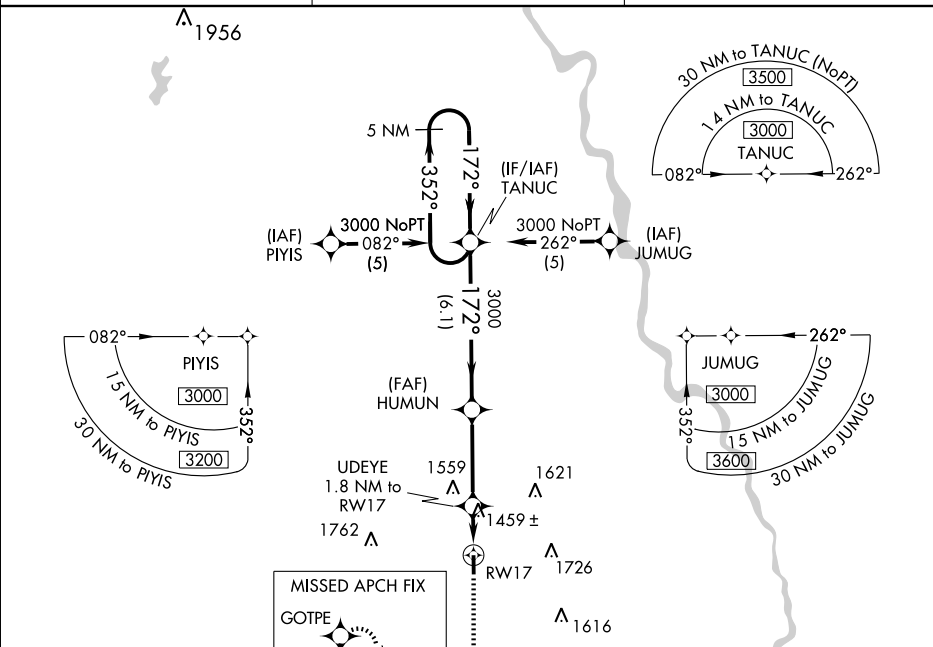 1956
30 NM to TANUC (NoPT)
3500
14 NM to TANUC
3000
TANUC
082°
262°
5 NM
352°
172°
(IF/IAF)
TANUC
(IAF)
PIYIS
3000 NoPT
082°
(5)
3000 NoPT
262°
(5)
(IAF)
JUMUG
3000
172°
(6.1)
082°
PIYIS
3000
15 NM to PIYIS
352°
3200
30 NM to PIYIS
262°
JUMUG
3000
15 NM to JUMUG
352°
3600
30 NM to JUMUG
(FAF)
HUMUN
UDEYE
1.8 NM to
RW17
1559
1621
1459 ±
1762
1726
RW17
MISSED APCH FIX
GOTPE
1616